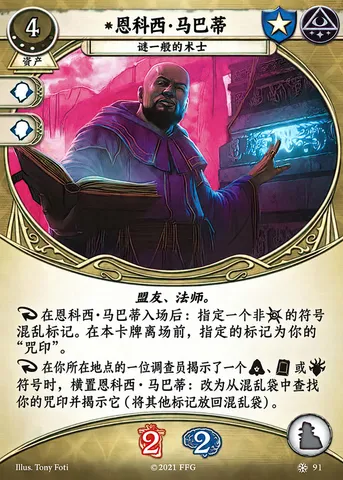 4
*恩科西·马巴蒂
谜一般的术士
资产
盟友、法师。
在恩科西·马巴蒂入场后：指定一个非 的符号
混乱标记。在本卡牌离场前，指定的标记为你的
“咒印”。
在你所在地点的一位调查员揭示了一个 、 或
符号时，横置恩科西·马巴蒂：改为从混乱袋中查找
你的咒印并揭示它（将其他标记放回混乱袋）。
2 2
Illus. Tony Foti ©2021 FFG 91